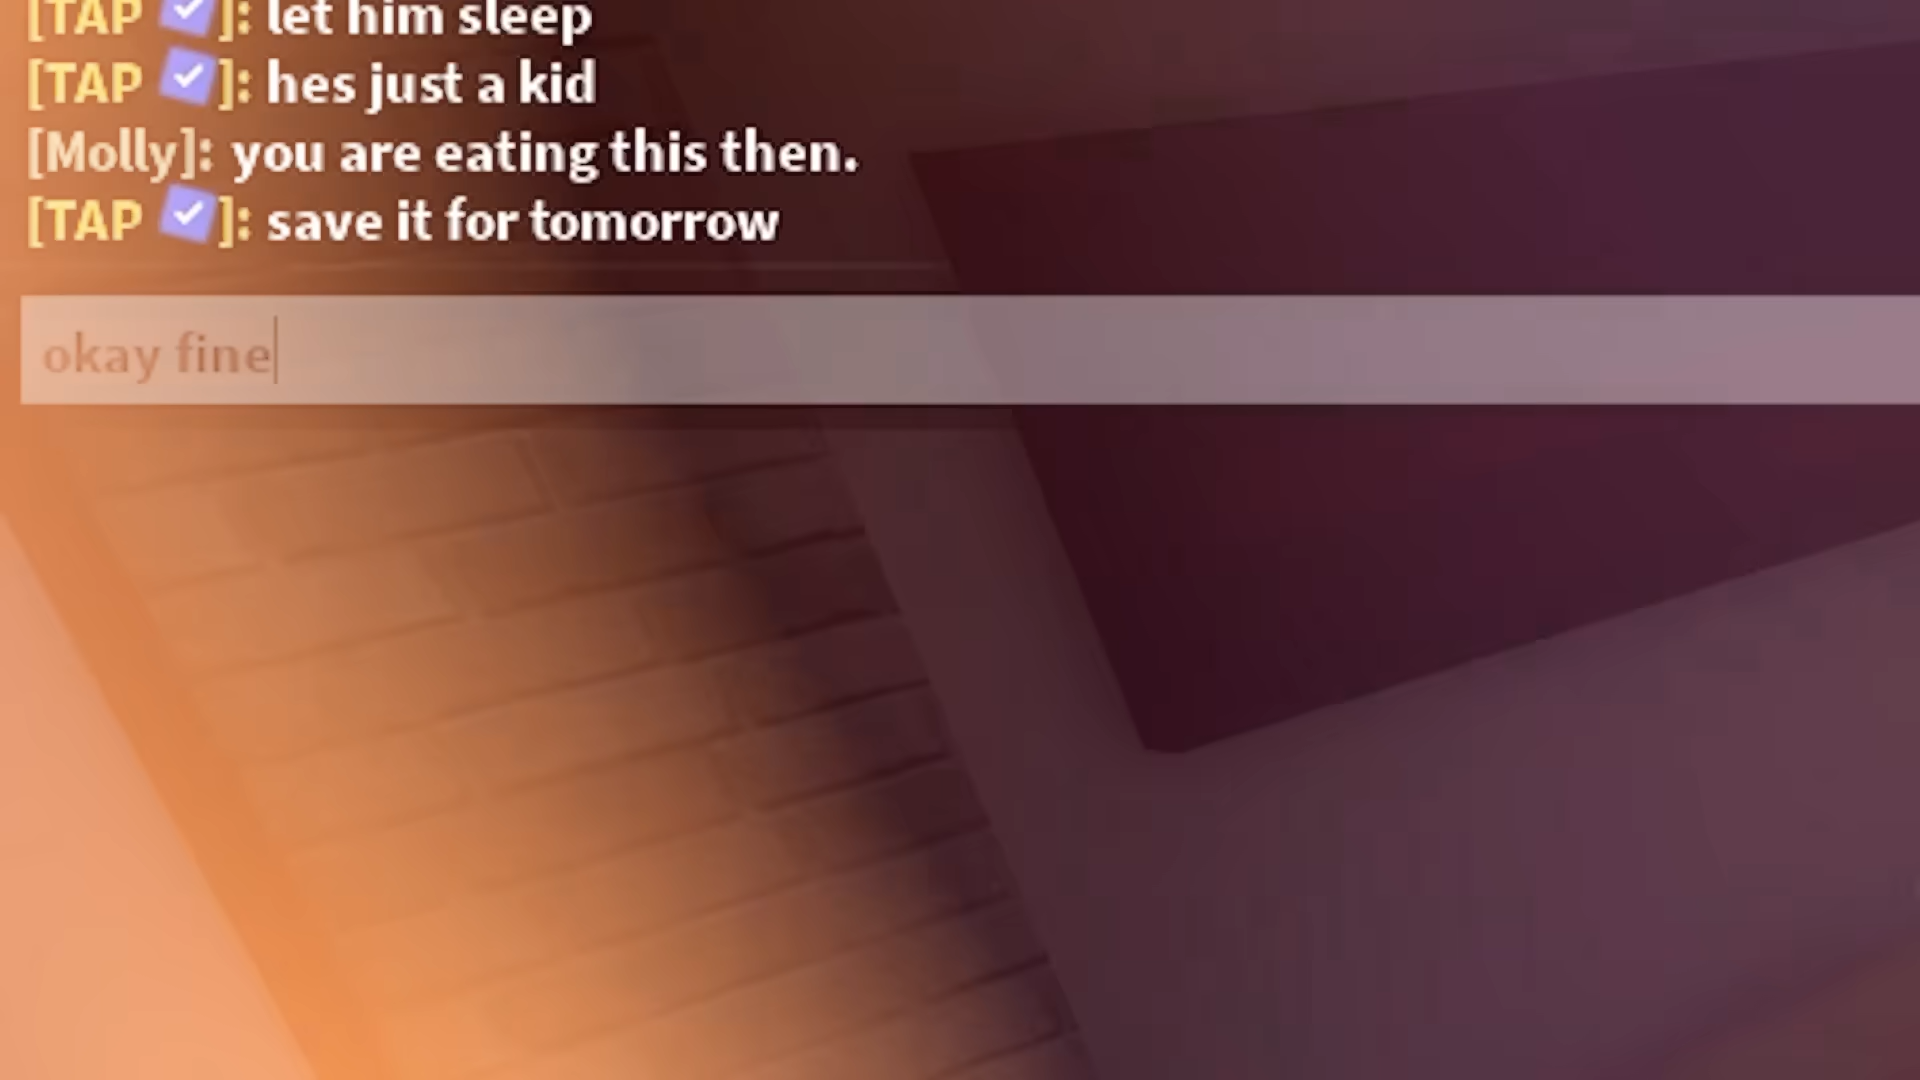 [TAP ✓]: let him sleep
[TAP ✓]: hes just a kid
[Molly]: you are eating this then.
[TAP ✓]: save it for tomorrow
okay fine